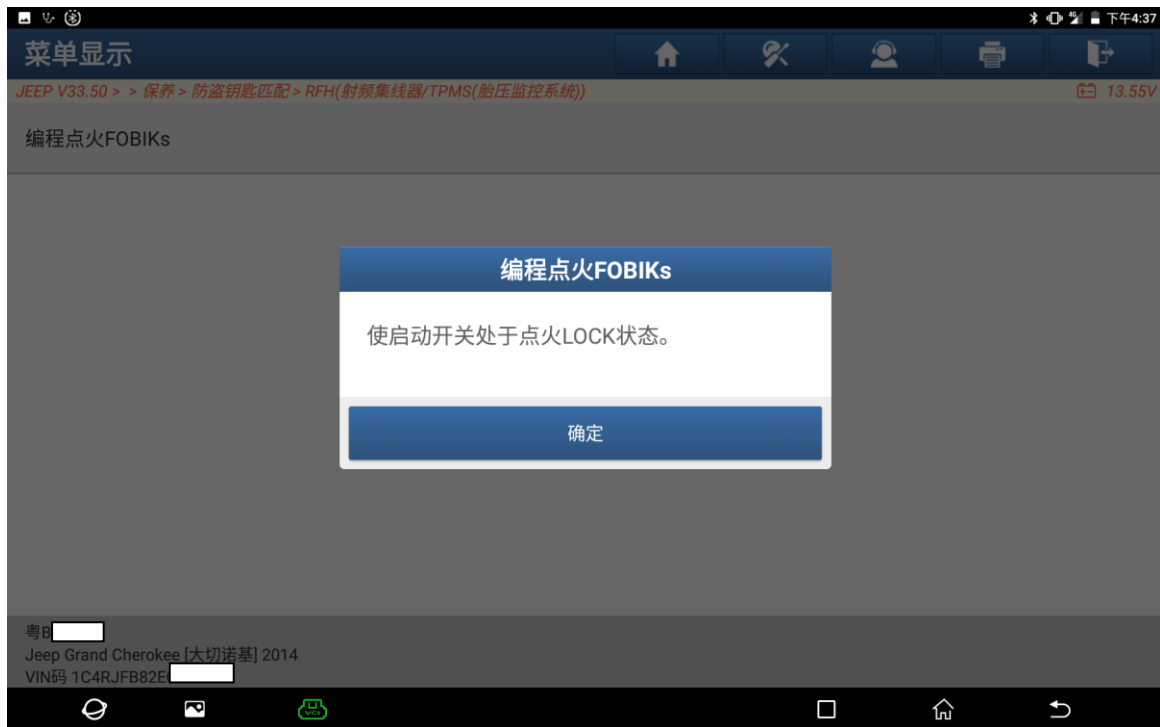 下午4:37
菜单显示
JEEP V33.50 > > 保养 > 防盗钥匙匹配 > RFH(射频集线器/TPMS(胎压监控系统)) 13.55V
编程点火FOBIKs
编程点火FOBIKs
使启动开关处于点火LOCK状态。
确定
粤B
Jeep Grand Cherokee [大切诺基] 2014
VIN码 1C4RJFB82E
VCI